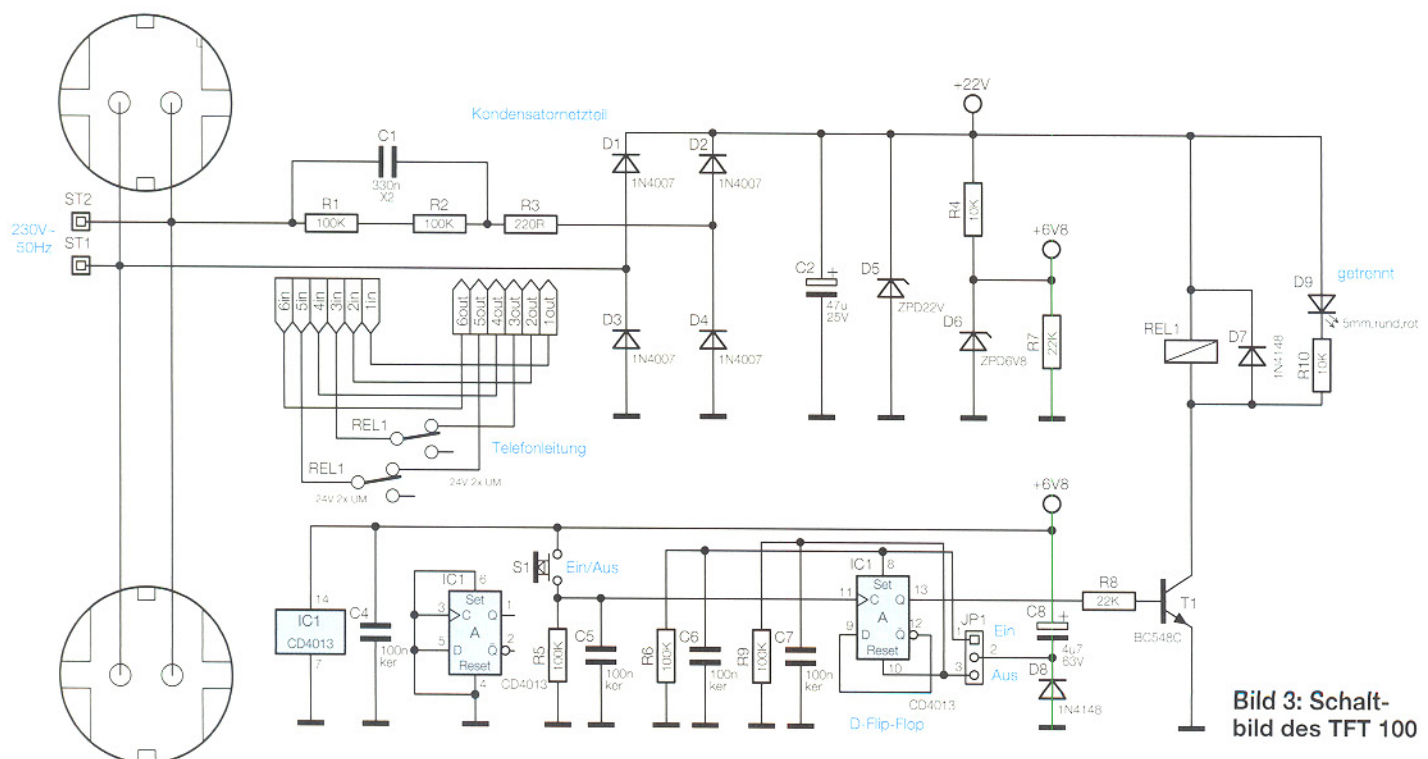 Kondensatornetzteil
+22V
C1
330n
X2
D1
1N4007
D2
1N4007
ST2
R1
100K
R2
100K
R3
220R
230V~
50Hz
ST1
R4
10K
+6V8
C2
+
47u
25V
D5
ZPD22V
D6
ZPD6V8
R7
22K
getrennt
D9
5mm,rund,rot
REL1
D7
1N4148
R10
10K
6in
5in
4in
3in
2in
1in
6out
5out
4out
3out
2out
1out
D3
1N4007
D4
1N4007
REL1
Telefonleitung
REL1
24V 2x UM
24V 2x UM
+6V8
14
IC1
CD4013
7
C4
100n
ker
IC1
6
Set
3
C
Q
1
A
5
D
Q
2
Reset
4
CD4013
S1
Ein/Aus
R5
100K
C5
100n
ker
R6
100K
C6
100n
ker
R9
100K
C7
100n
ker
IC1
8
Set
11
C
Q
13
A
9
D
Q
12
Reset
10
CD4013
D-Flip-Flop
JP1
1
Ein
2
3
Aus
C8
+
4u7
63V
D8
1N4148
R8
22K
T1
BC548C
Bild 3: Schalt-
bild des TFT 100